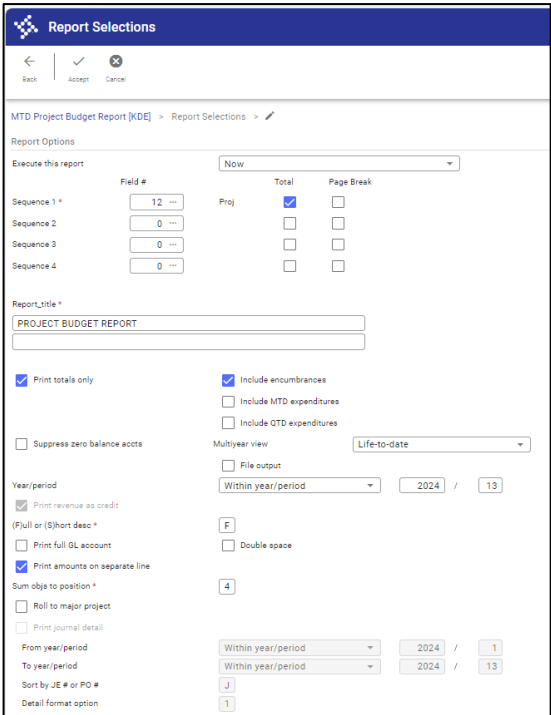 Report Selections
Back Accept Cancel
MTD Project Budget Report [KDE] > Report Selections >
Report Options
Execute this report Now
Field # Total Page Break
Sequence 1 * 12 ... Proj
Sequence 2 0 ...
Sequence 3 0 ...
Sequence 4 0 ...
Report_title *
PROJECT BUDGET REPORT
Print totals only Include encumbrances
Include MTD expenditures
Include QTD expenditures
Suppress zero balance accts Multiyear view Life-to-date
File output
Year/period Within year/period 2024 / 13
Print revenue as credit
(F)ull or (S)hort desc * F
Print full GL account Double space
Print amounts on separate line
Sum objs to position * 4
Roll to major project
Print journal detail
From year/period Within year/period 2024 / 1
To year/period Within year/period 2024 / 13
Sort by JE # or PO # J
Detail format option 1